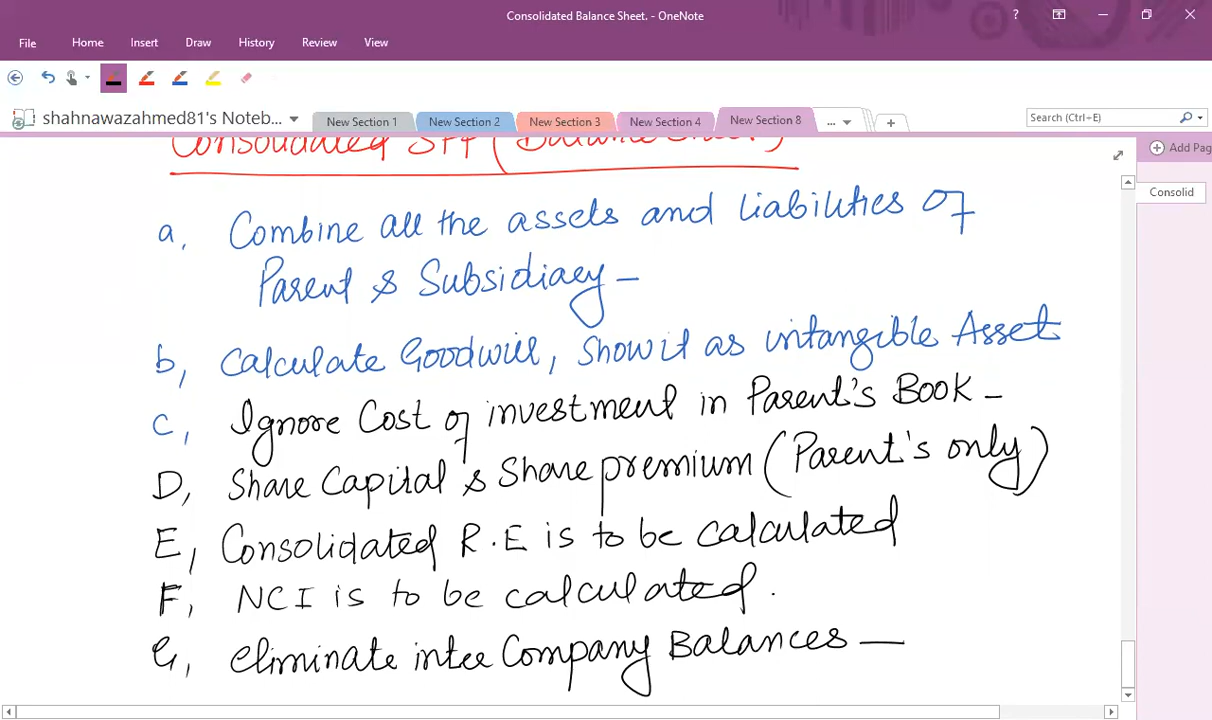 Consolidated Balance Sheet. - OneNote
?
File Home Insert Draw History Review View
shahnawazahmed81's Noteb... New Section 1 New Section 2 New Section 3 New Section 4 New Section 8 ... +
Search (Ctrl+E)
Add Pag
Consolid
Consolidated SFP (Balance Sheet)
a, Combine all the assets and liabilities of
Parent & Subsidiary -
b, Calculate Goodwill, Show it as intangible Asset
C, Ignore Cost of investment in Parent's Book -
D, Share Capital & Share premium (Parent's only)
E, Consolidated R.E is to be calculated
F, NCI is to be calculated.
G, eliminate inter Company Balances —